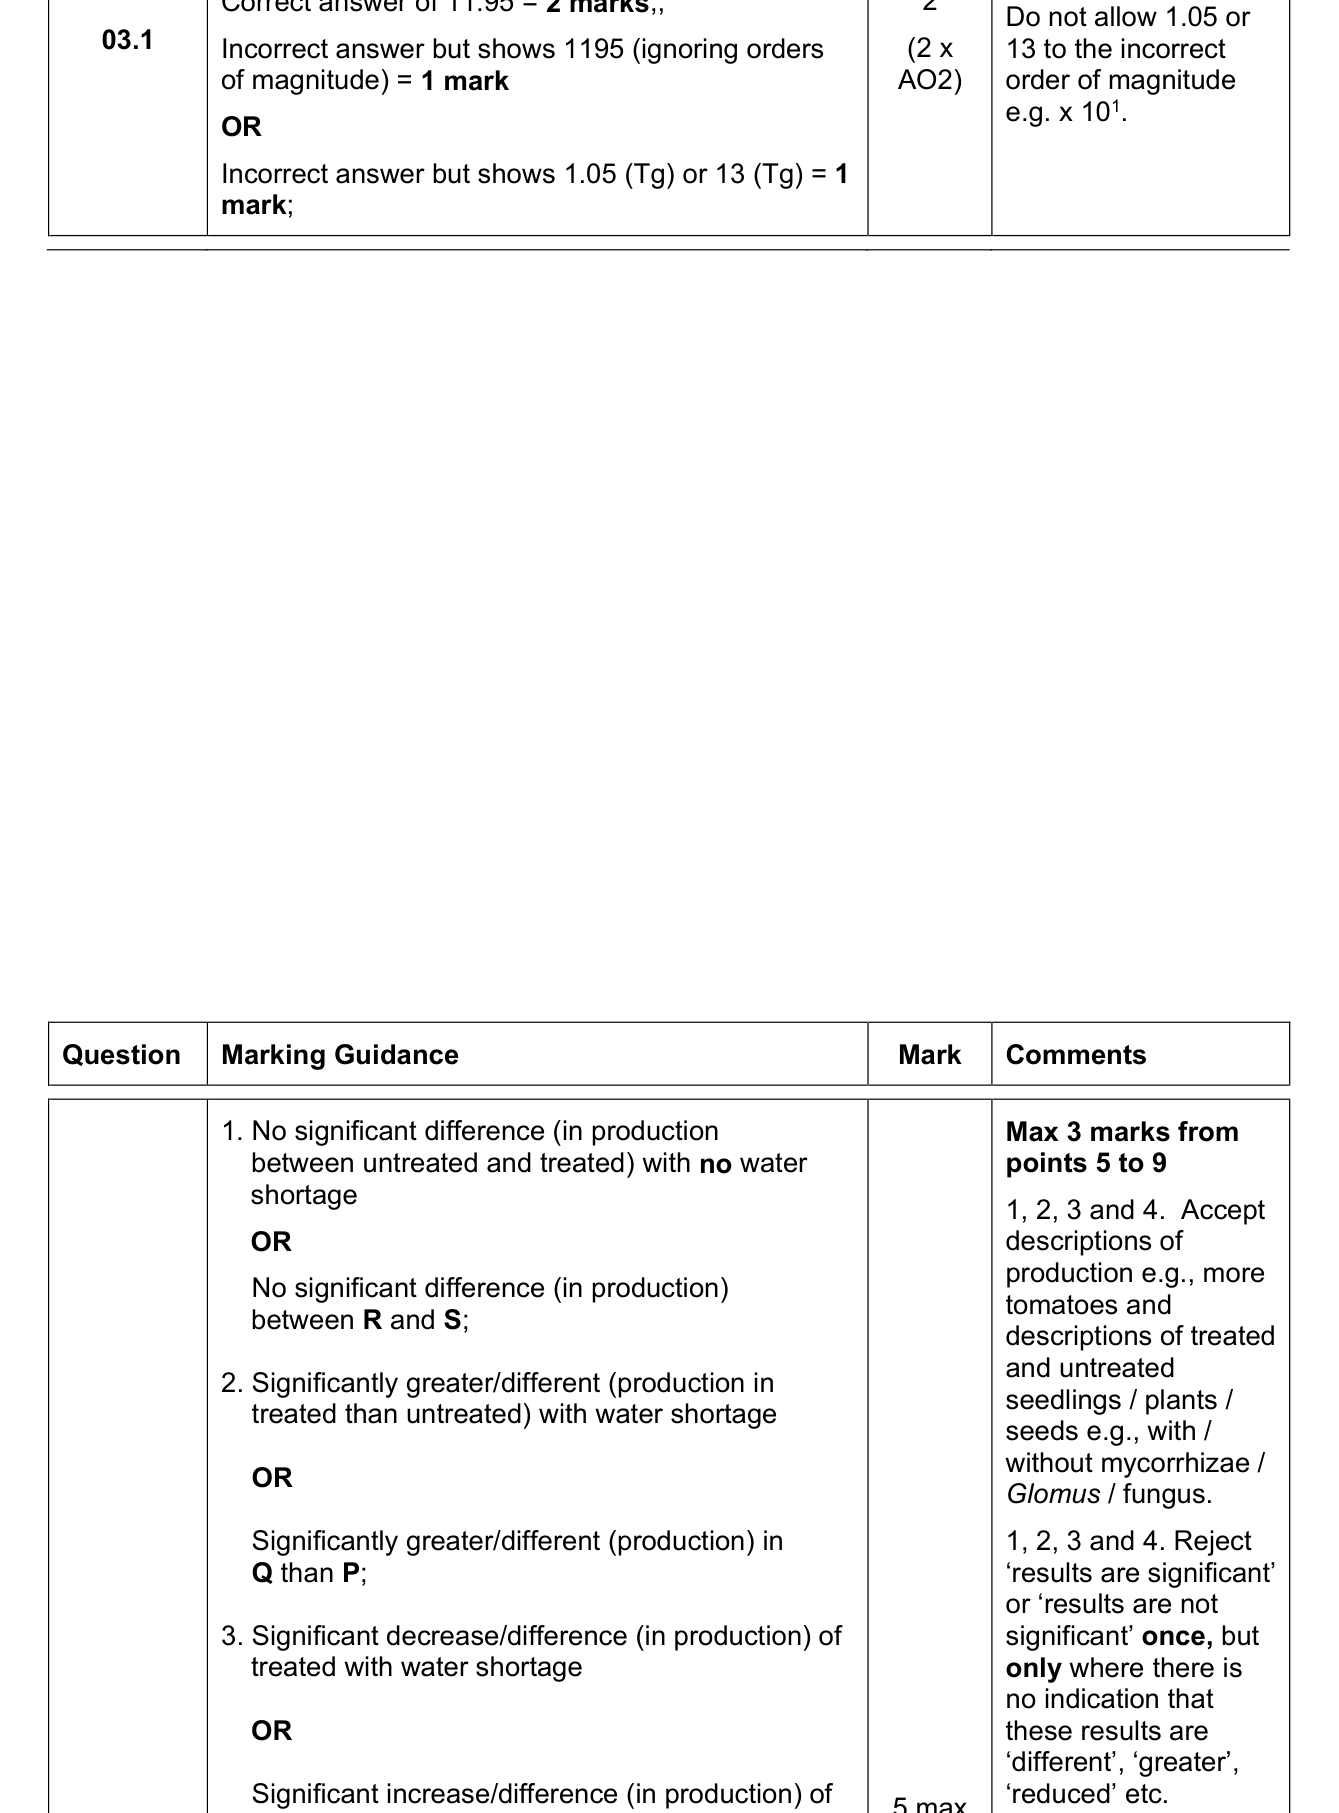 03.1
Correct answer of 11.95 = 2 marks;;
Incorrect answer but shows 1195 (ignoring orders
of magnitude) = 1 mark
OR
Incorrect answer but shows 1.05 (Tg) or 13 (Tg) = 1
mark;
2
(2 x
AO2)
Do not allow 1.05 or
13 to the incorrect
order of magnitude
e.g. x 10¹.
Question Marking Guidance Mark Comments
1. No significant difference (in production
between untreated and treated) with no water
shortage
OR
No significant difference (in production)
between R and S;
2. Significantly greater/different (production in
treated than untreated) with water shortage
OR
Significantly greater/different (production) in
Q than P;
3. Significant decrease/difference (in production) of
treated with water shortage
OR
Significant increase/difference (in production) of
5 max
Max 3 marks from
points 5 to 9
1, 2, 3 and 4. Accept
descriptions of
production e.g., more
tomatoes and
descriptions of treated
and untreated
seedlings / plants /
seeds e.g., with /
without mycorrhizae /
Glomus / fungus.
1, 2, 3 and 4. Reject
‘results are significant’
or ‘results are not
significant’ once, but
only where there is
no indication that
these results are
‘different’, ‘greater’,
‘reduced’ etc.